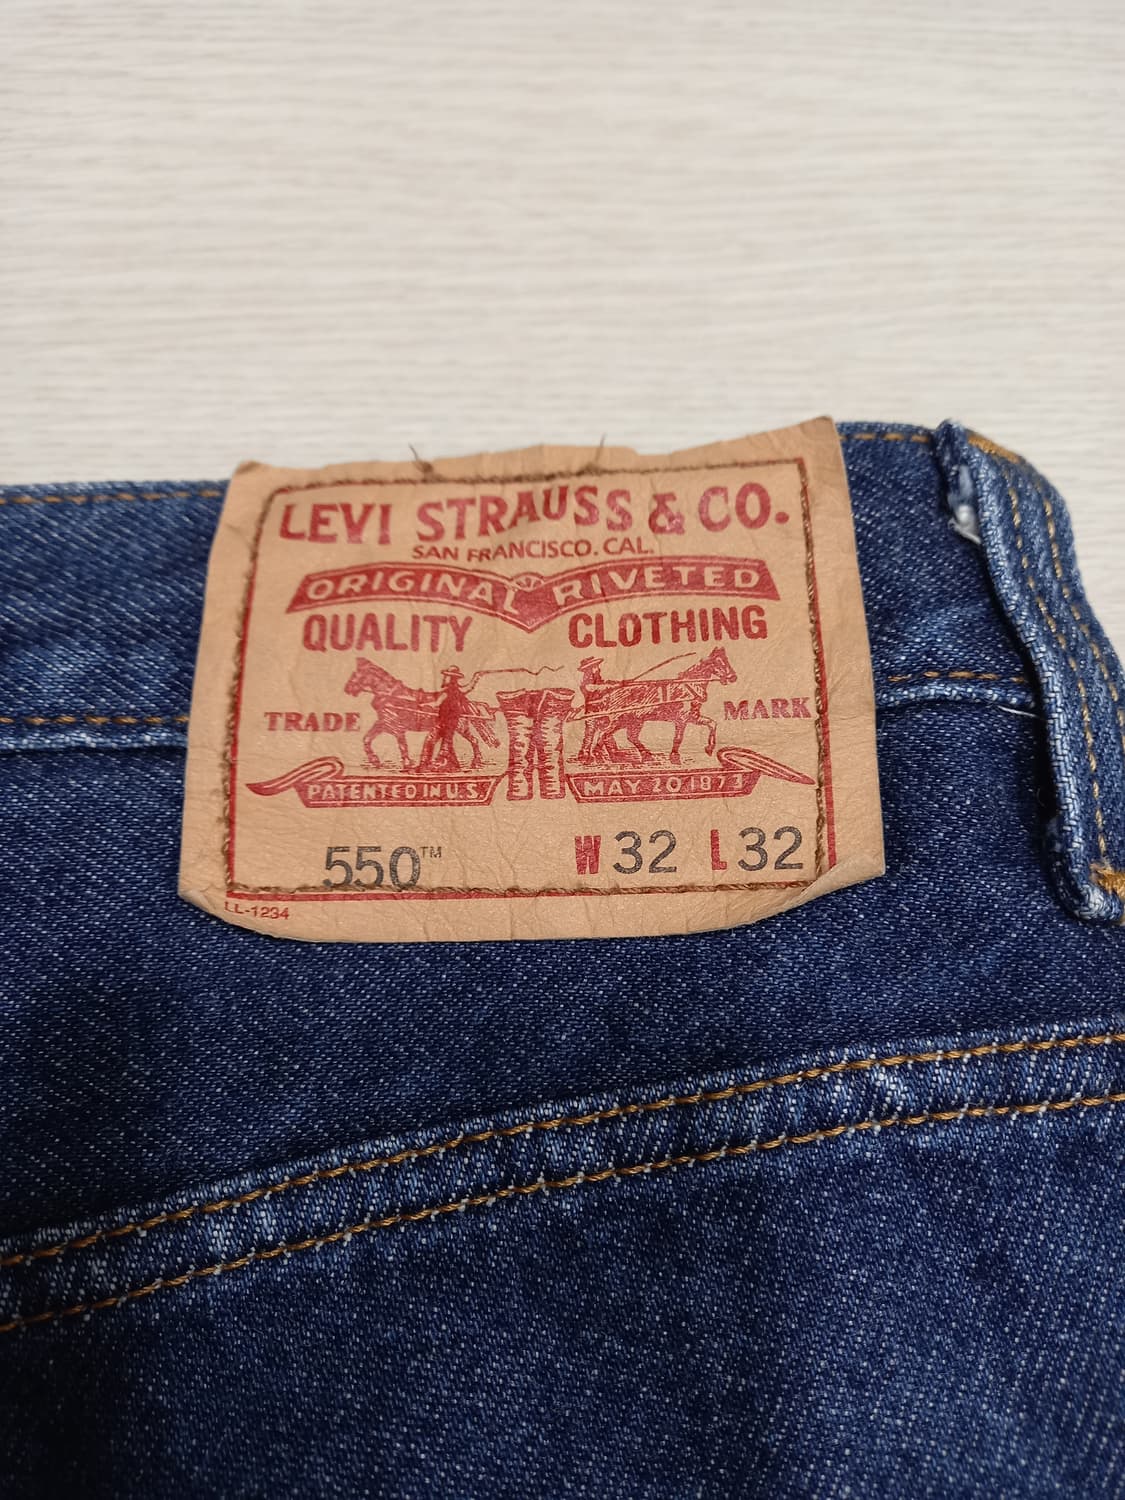 LEVI STRAUSS & CO.
SAN FRANCISCO. CAL.
ORIGINAL RIVETED
QUALITY CLOTHING
TRADE MARK
PATENTED IN U.S. MAY 20 1873
550™ W 32 L 32
LL-1234